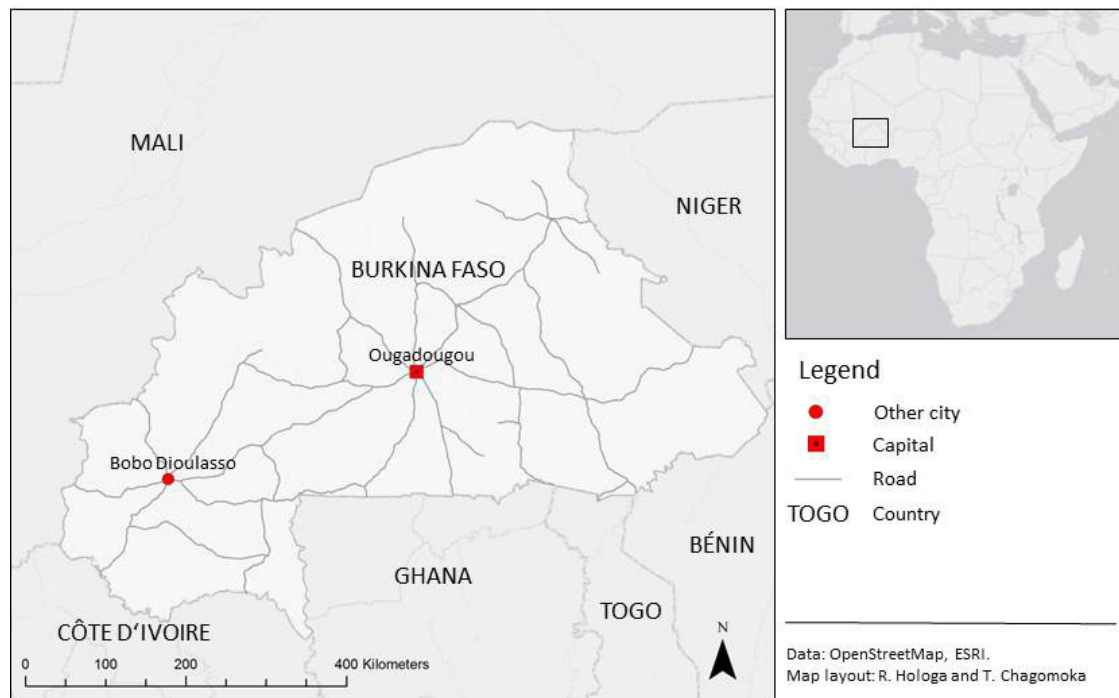 MALI
NIGER
BURKINA FASO
Ougadougou
Bobo Dioulasso
BÉNIN
GHANA
TOGO
CÔTE D‘IVOIRE
N
0 200 400 Kilometers
Legend
Other city
Capital
Road
TOGO Country
Data: OpenStreetMap, ESRI.
Map layout: R. Hologa and T. Chagomoka